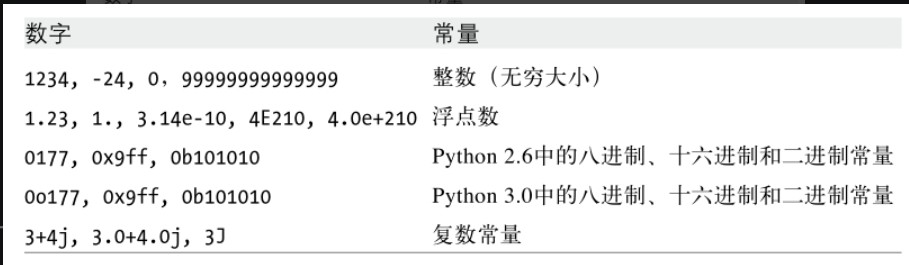 数字 常量
1234, -24, 0, 99999999999999 整数（无穷大小）
1.23, 1., 3.14e-10, 4E210, 4.0e+210 浮点数
0177, 0x9ff, 0b101010 Python 2.6中的八进制、十六进制和二进制常量
0o177, 0x9ff, 0b101010 Python 3.0中的八进制、十六进制和二进制常量
3+4j, 3.0+4.0j, 3J 复数常量